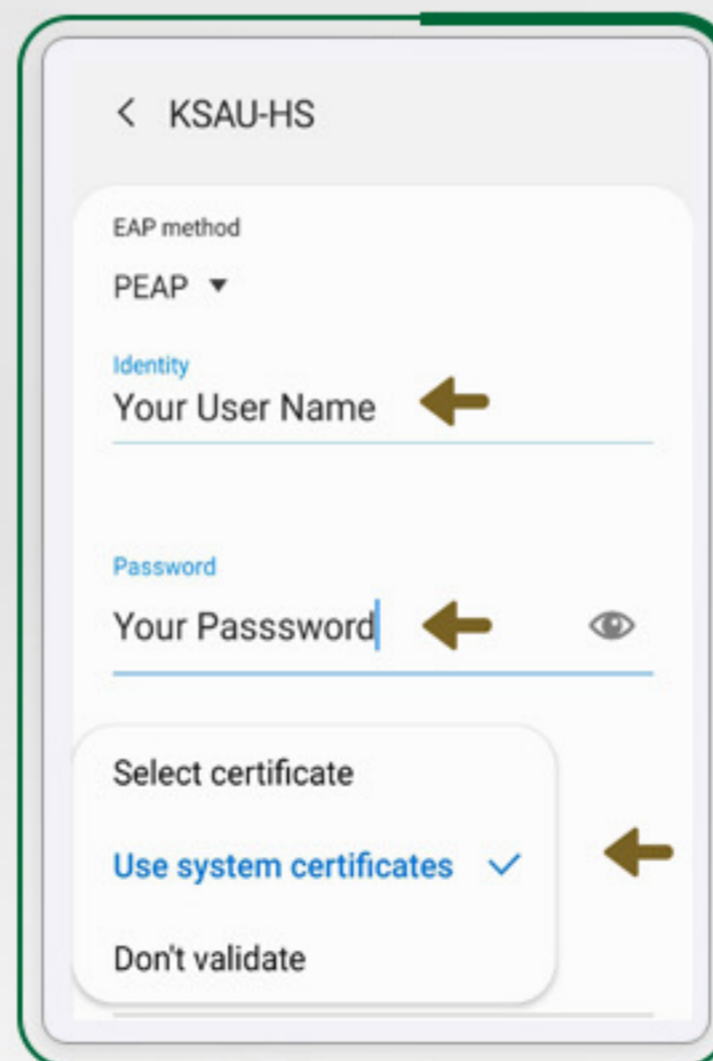 KSAU-HS
EAP method
PEAP
Identity
Your User Name
Password
Your Passsword
Select certificate
Use system certificates
Don't validate